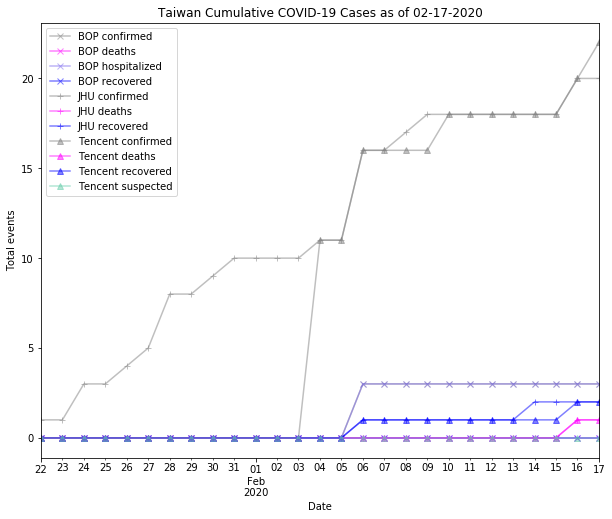 Taiwan Cumulative COVID-19 Cases as of 02-17-2020
BOP confirmed
BOP deaths
BOP hospitalized
BOP recovered
JHU confirmed
JHU deaths
JHU recovered
Tencent confirmed
Tencent deaths
Tencent recovered
Tencent suspected
Total events
20
15
10
5
0
22 23 24 25 26 27 28 29 30 31 01 02 03 04 05 06 07 08 09 10 11 12 13 14 15 16 17
Feb
2020
Date